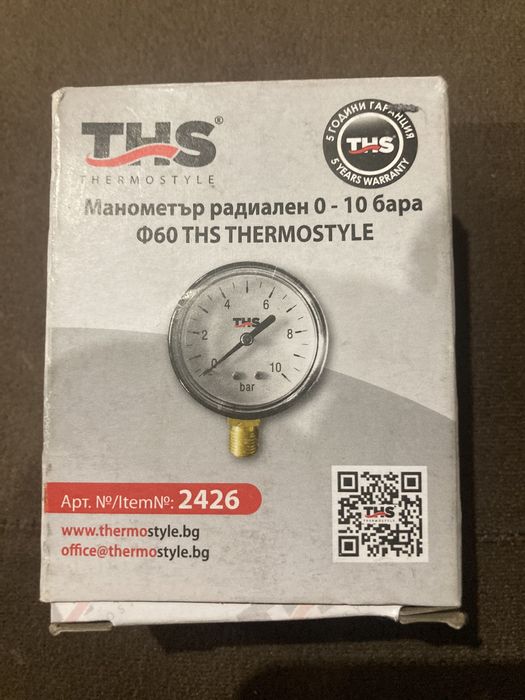 THS®
THERMOSTYLE
5 ГОДИНИ ГАРАНЦИЯ
THS
5 YEARS WARRANTY
Манометър радиален 0 - 10 бара
Ф60 THS THERMOSTYLE
4 6
2 8
0 10
THS
bar
Арт. №/Item№: 2426
www.thermostyle.bg
office@thermostyle.bg
THS
THERMOSTYLE